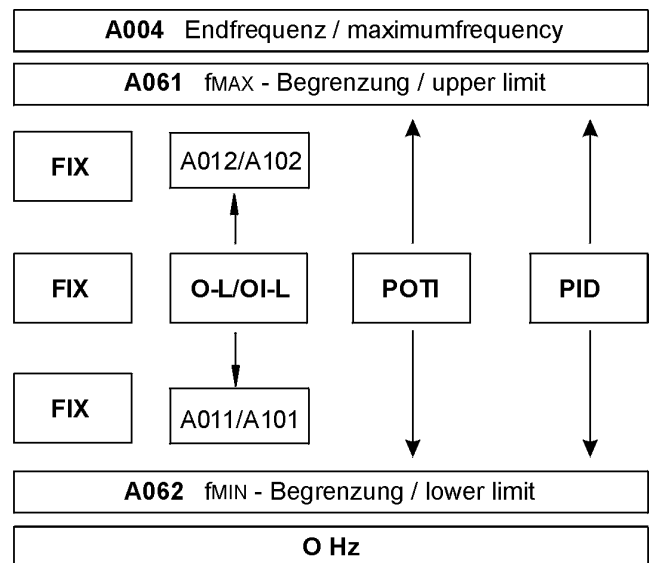 A004 Endfrequenz / maximumfrequency
A061 fMAX - Begrenzung / upper limit
FIX
A012/A102
FIX
O-L/OI-L
POTI
PID
FIX
A011/A101
A062 fMIN - Begrenzung / lower limit
O Hz